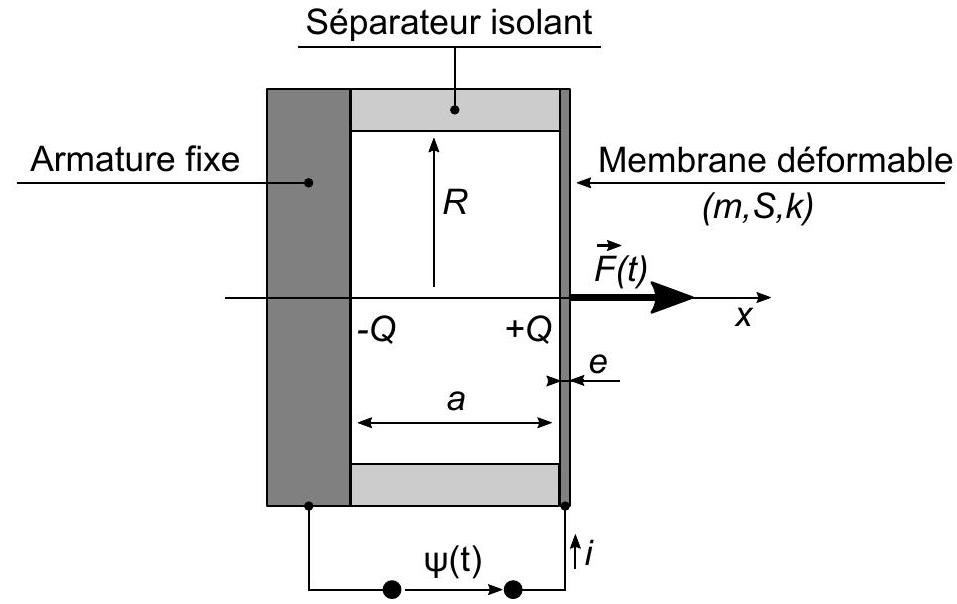 Séparateur isolant
Armature fixe
Membrane déformable
(m,S,k)
R
F(t)
x
-Q
+Q
e
a
ψ(t)
i